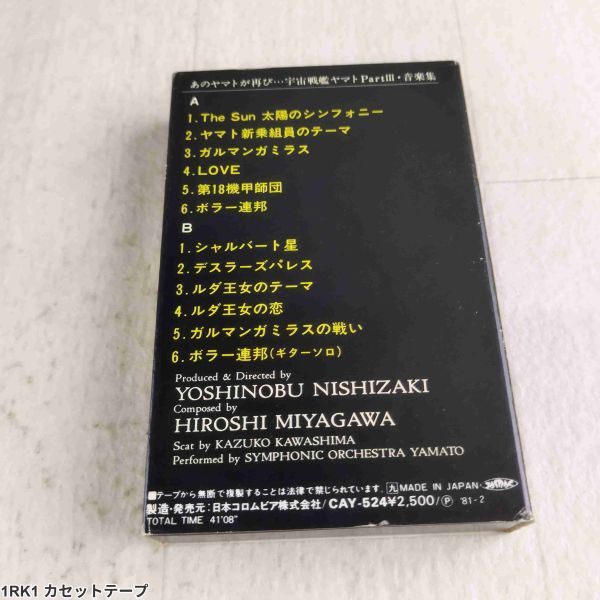 あのヤマトが再び…宇宙戦艦ヤマトPartⅢ・音楽集
A
1. The Sun 太陽のシンフォニー
2. ヤマト新乗組員のテーマ
3. ガルマンガミラス
4. LOVE
5. 第18機甲師団
6. ボラー連邦
B
1. シャルバート星
2. デスラーズパレス
3. ルダ王女のテーマ
4. ルダ王女の恋
5. ガルマンガミラスの戦い
6. ボラー連邦(ギターソロ)
Produced & Directed by
YOSHINOBU NISHIZAKI
Composed by
HIROSHI MIYAGAWA
Scat by KAZUKO KAWASHIMA
Performed by SYMPHONIC ORCHESTRA YAMATO
■テープから無断で複製することは法律で禁じられています。 九 MADE IN JAPAN・
製造・発売元:日本コロムビア株式会社/CAY-524¥2,500/Ⓟ '81-2
TOTAL TIME 41'08"
1RK1 カセットテープ